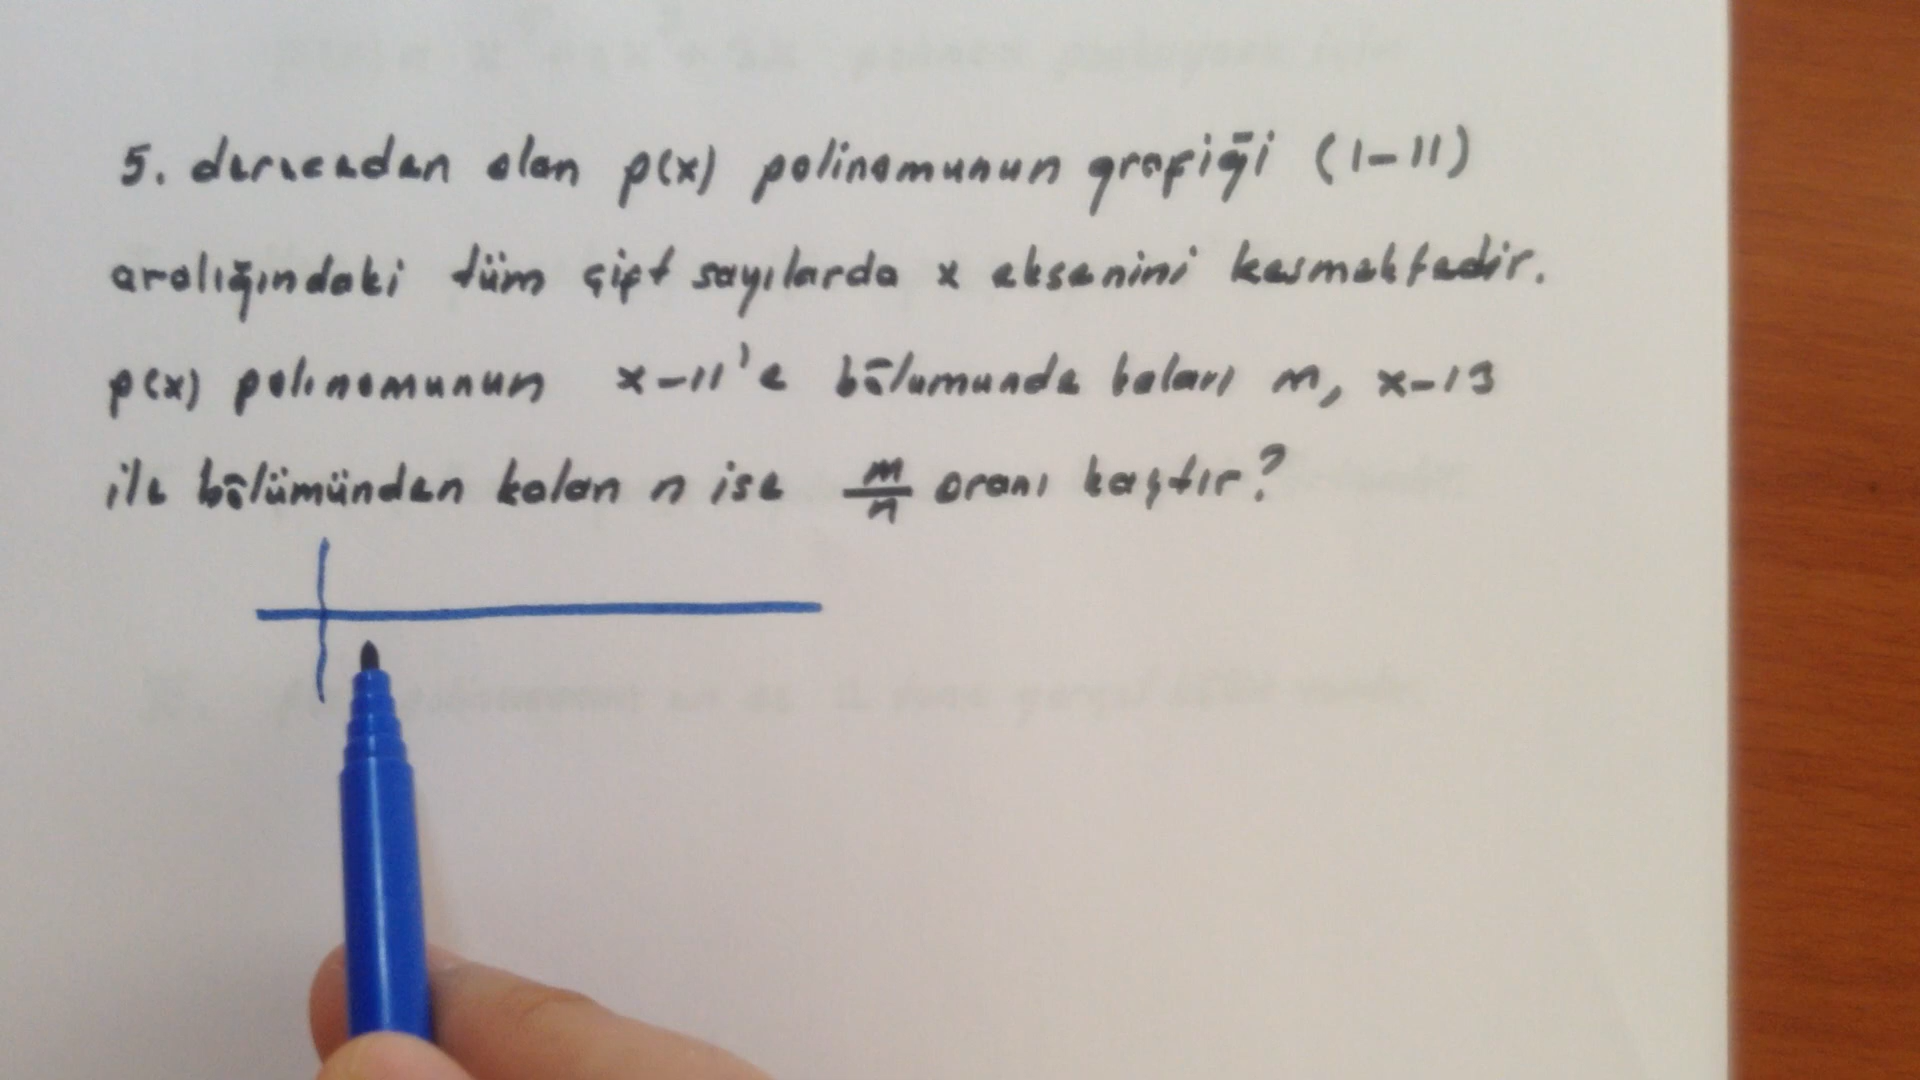 5. dereceden olan p(x) polinomunun grafiği (1-11)
aralığındaki tüm çift sayılarda x eksenini kesmektedir.
p(x) polinomunun x-11'e bölümünde kalanı m, x-13
ile bölümünden kalan n ise m/n oranı kaçtır?